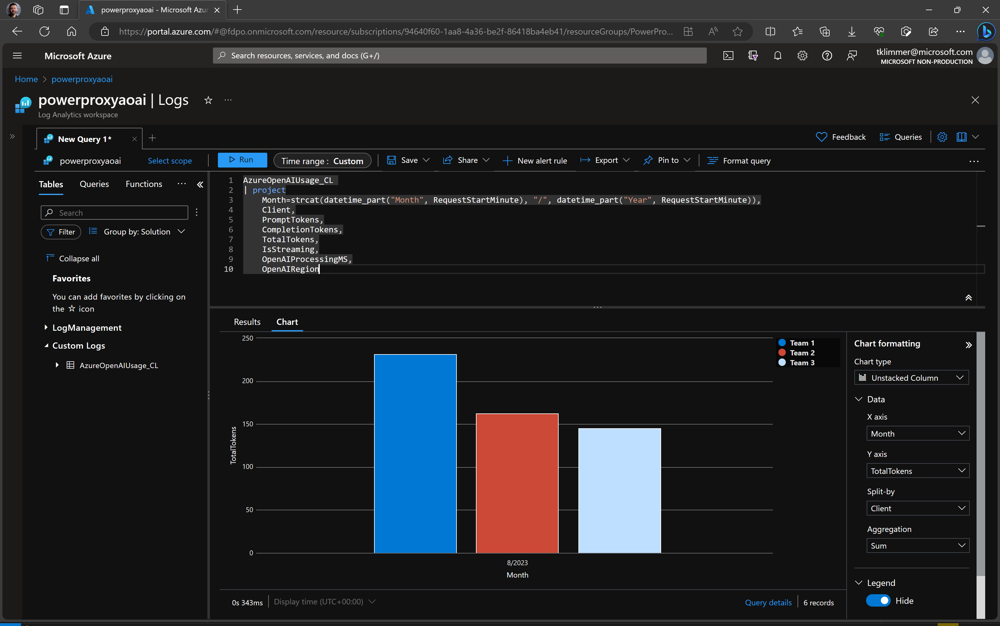 powerproxyaoai - Microsoft Azur
https://portal.azure.com/#@fdpo.onmicrosoft.com/resource/subscriptions/94640f60-1aa8-4a36-be2f-86418ba4eb41/resourceGroups/PowerPro...
Microsoft Azure
Search resources, services, and docs (G+/)
tklimmer@microsoft.com
MICROSOFT NON-PRODUCTION
Home > powerproxyaoai
powerproxyaoai | Logs
Log Analytics workspace
New Query 1*
Feedback
Queries
powerproxyaoai
Select scope
Run
Time range : Custom
Save
Share
New alert rule
Export
Pin to
Format query
Tables
Queries
Functions
Search
Filter
Group by: Solution
Collapse all
Favorites
You can add favorites by clicking on
the ☆ icon
LogManagement
Custom Logs
AzureOpenAIUsage_CL
1 AzureOpenAIUsage_CL
2 | project
3 Month=strcat(datetime_part("Month", RequestStartMinute), "/", datetime_part("Year", RequestStartMinute)),
4 Client,
5 PromptTokens,
6 CompletionTokens,
7 TotalTokens,
8 IsStreaming,
9 OpenAIProcessingMS,
10 OpenAIRegion
Results
Chart
250
200
150
100
50
0
TotalTokens
8/2023
Month
Team 1
Team 2
Team 3
Chart formatting
Chart type
Unstacked Column
Data
X axis
Month
Y axis
TotalTokens
Split-by
Client
Aggregation
Sum
Legend
Hide
0s 343ms
Display time (UTC+00:00)
Query details
6 records